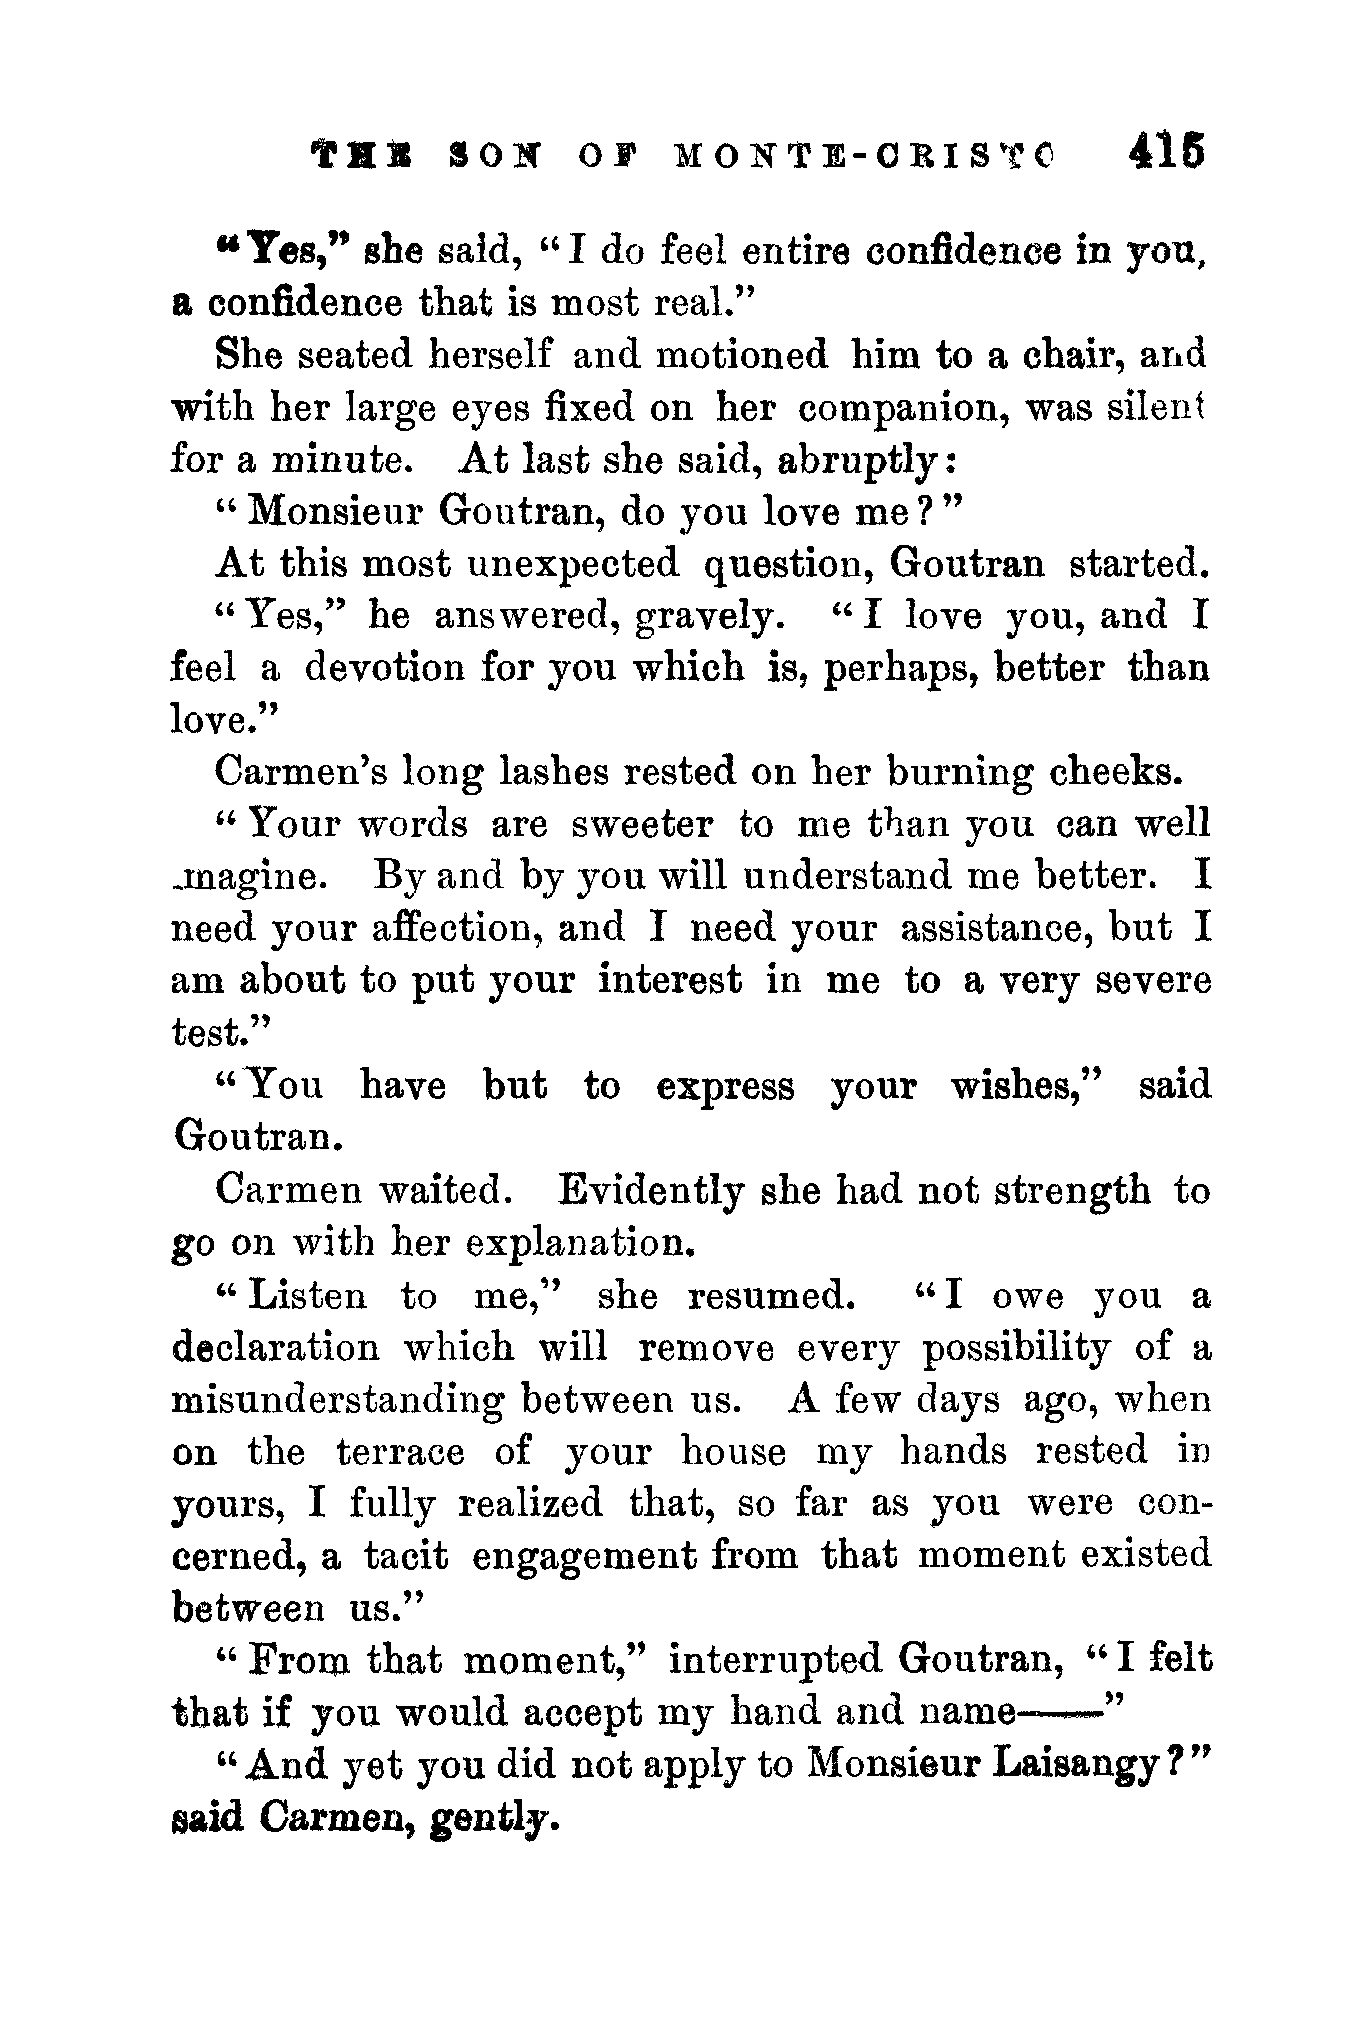 THE SON OF MONTE-CRISTO 415
“Yes,” she said, “I do feel entire confidence in you,
a confidence that is most real.”
She seated herself and motioned him to a chair, and
with her large eyes fixed on her companion, was silent
for a minute. At last she said, abruptly:
“Monsieur Goutran, do you love me?”
At this most unexpected question, Goutran started.
“Yes,” he answered, gravely. “I love you, and I
feel a devotion for you which is, perhaps, better than
love.”
Carmen’s long lashes rested on her burning cheeks.
“Your words are sweeter to me than you can well
imagine. By and by you will understand me better. I
need your affection, and I need your assistance, but I
am about to put your interest in me to a very severe
test.”
“You have but to express your wishes,” said
Goutran.
Carmen waited. Evidently she had not strength to
go on with her explanation.
“Listen to me,” she resumed. “I owe you a
declaration which will remove every possibility of a
misunderstanding between us. A few days ago, when
on the terrace of your house my hands rested in
yours, I fully realized that, so far as you were con-
cerned, a tacit engagement from that moment existed
between us.”
“From that moment,” interrupted Goutran, “I felt
that if you would accept my hand and name——”
“And yet you did not apply to Monsieur Laisangy?”
said Carmen, gently.